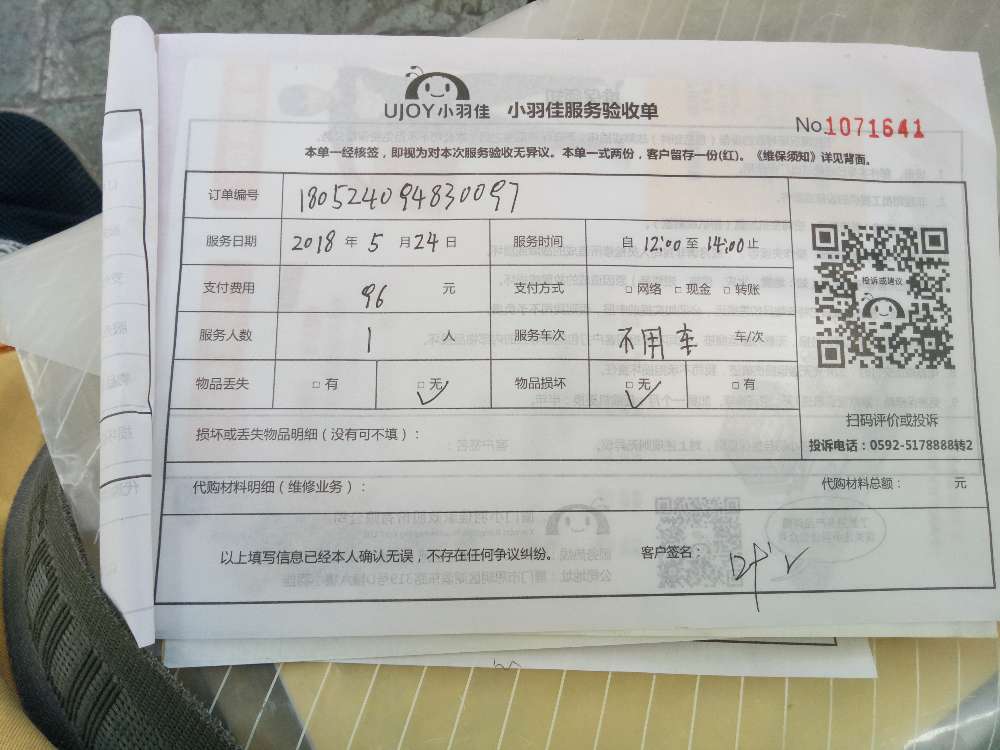 UJOY小羽佳 小羽佳服务验收单
No.1071641
本单一经核签，即视为对本次服务验收无异议。本单一式两份，客户留存一份(红)。《维保须知》详见背面。
订单编号 180524094830097
服务日期 2018 年 5 月 24 日 服务时间 自 12:00 至 14:00 止
支付费用 96 元 支付方式 □ 网络 □ 现金 □ 转账
投诉或建议
服务人数 1 人 服务车次 不用车 车/次
物品丢失 □ 有 □ 无 ✓ 物品损坏 □ 无 ✓ □ 有
扫码评价或投诉
损坏或丢失物品明细（没有可不填）：
投诉电话：0592-5178888转2
代购材料明细（维修业务）： 代购材料总额： 元
以上填写信息已经本人确认无误，不存在任何争议纠纷。 客户签名：